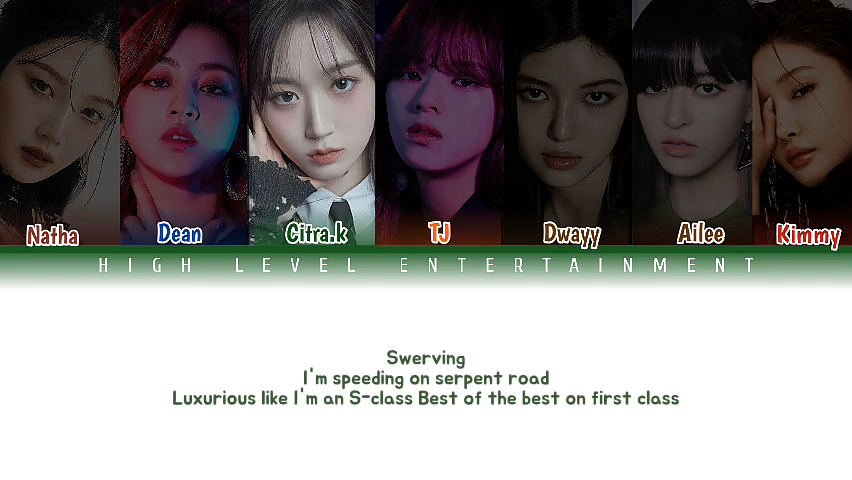 Natha Dean Citra.k TJ Dwayy Ailee Kimmy
HIGH LEVEL ENTERTAINMENT
Swerving
I'm speeding on serpent road
Luxurious like I'm an S-class Best of the best on first class